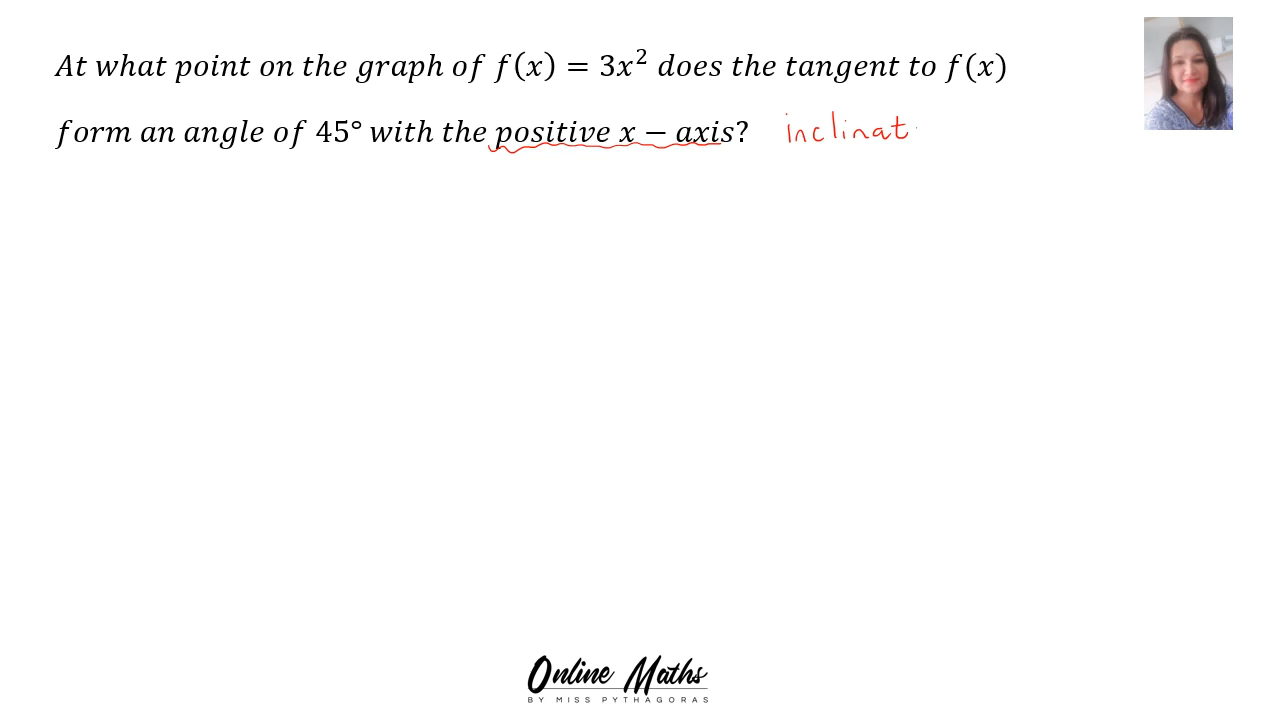 At what point on the graph of f(x) = 3x² does the tangent to f(x)
form an angle of 45° with the positive x − axis? inclinat
Online Maths
BY MISS PYTHAGORAS